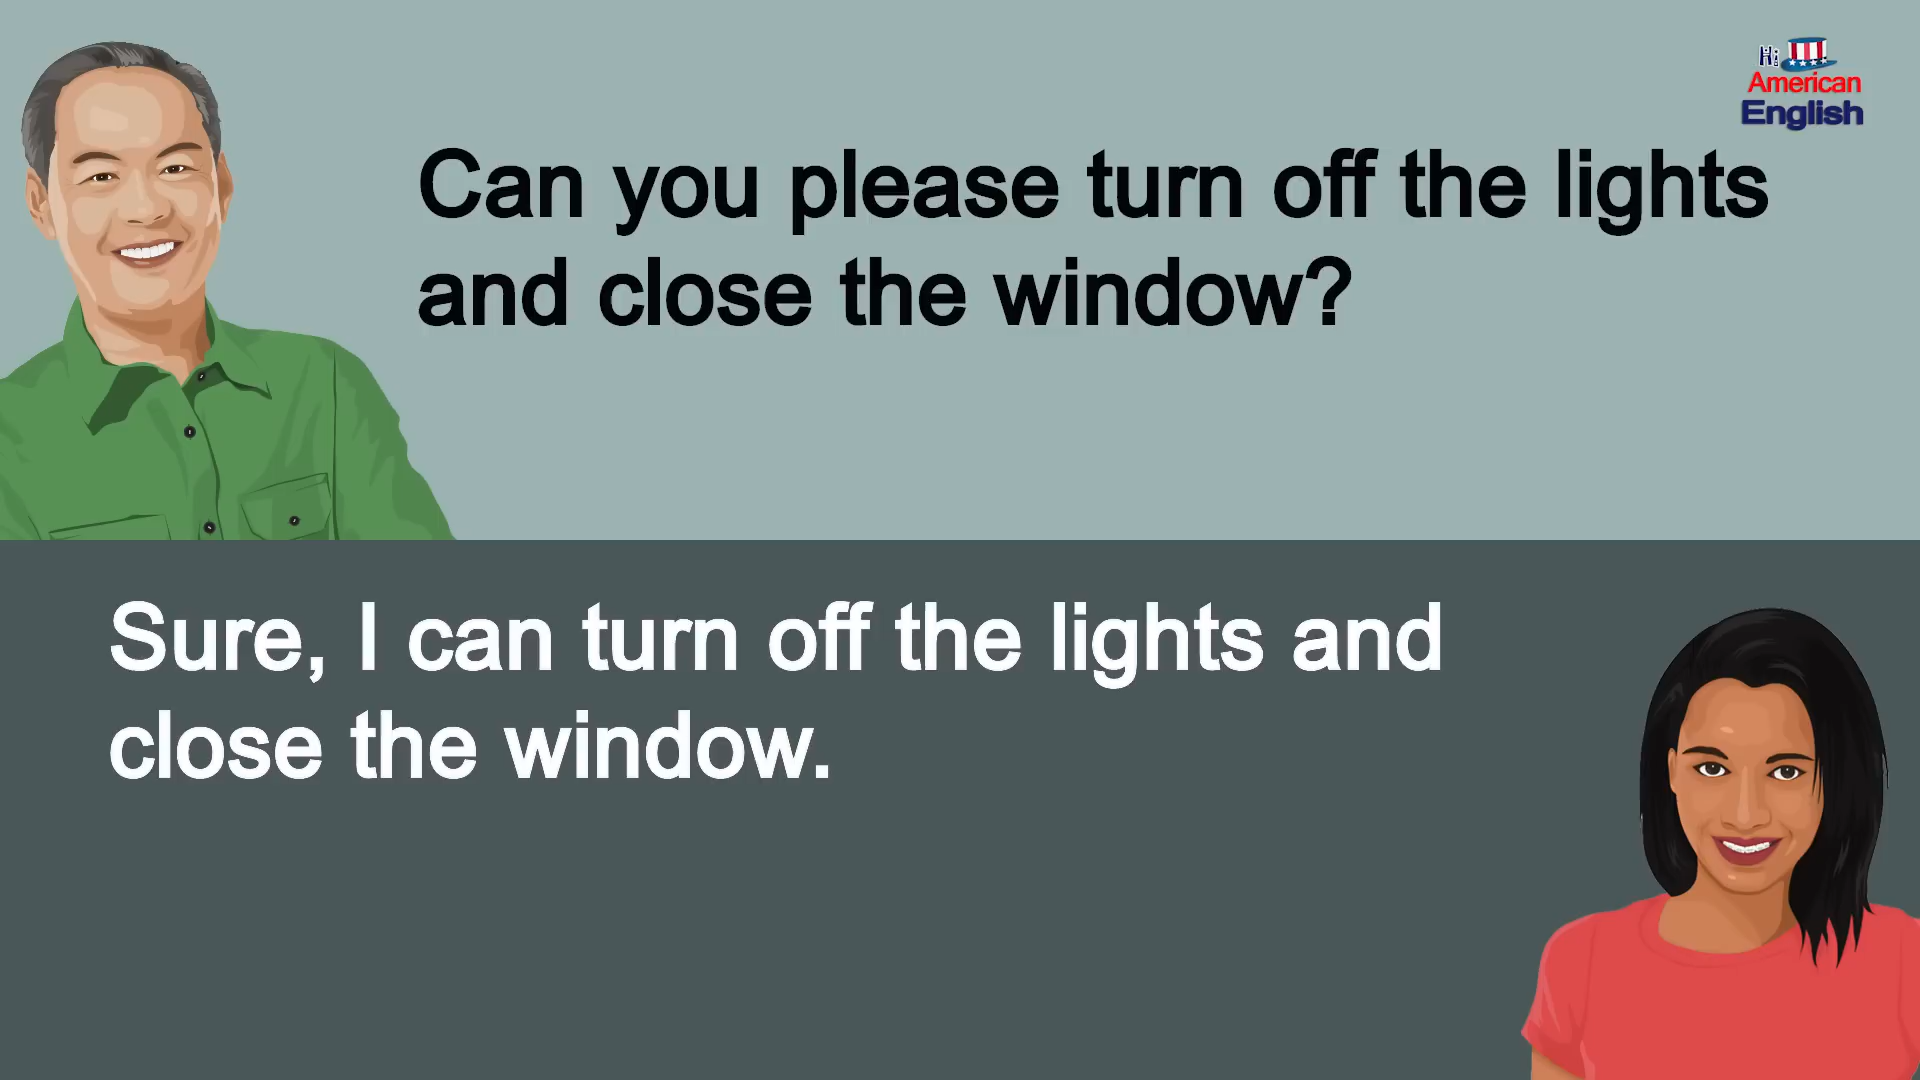 Hi
American
English
Can you please turn off the lights
and close the window?
Sure, I can turn off the lights and
close the window.